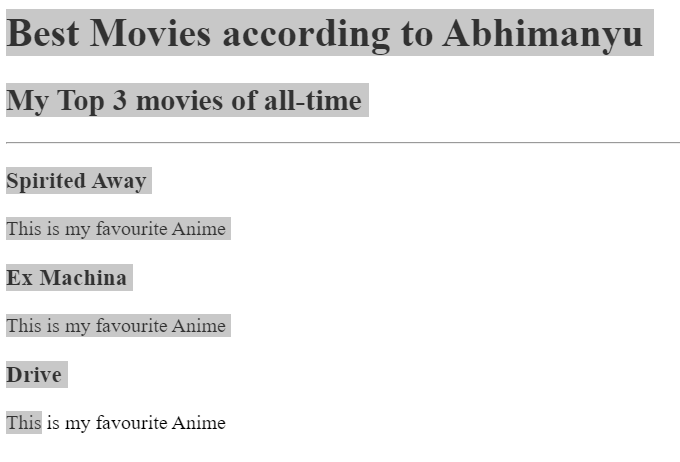 Best Movies according to Abhimanyu
My Top 3 movies of all-time
Spirited Away
This is my favourite Anime
Ex Machina
This is my favourite Anime
Drive
This is my favourite Anime